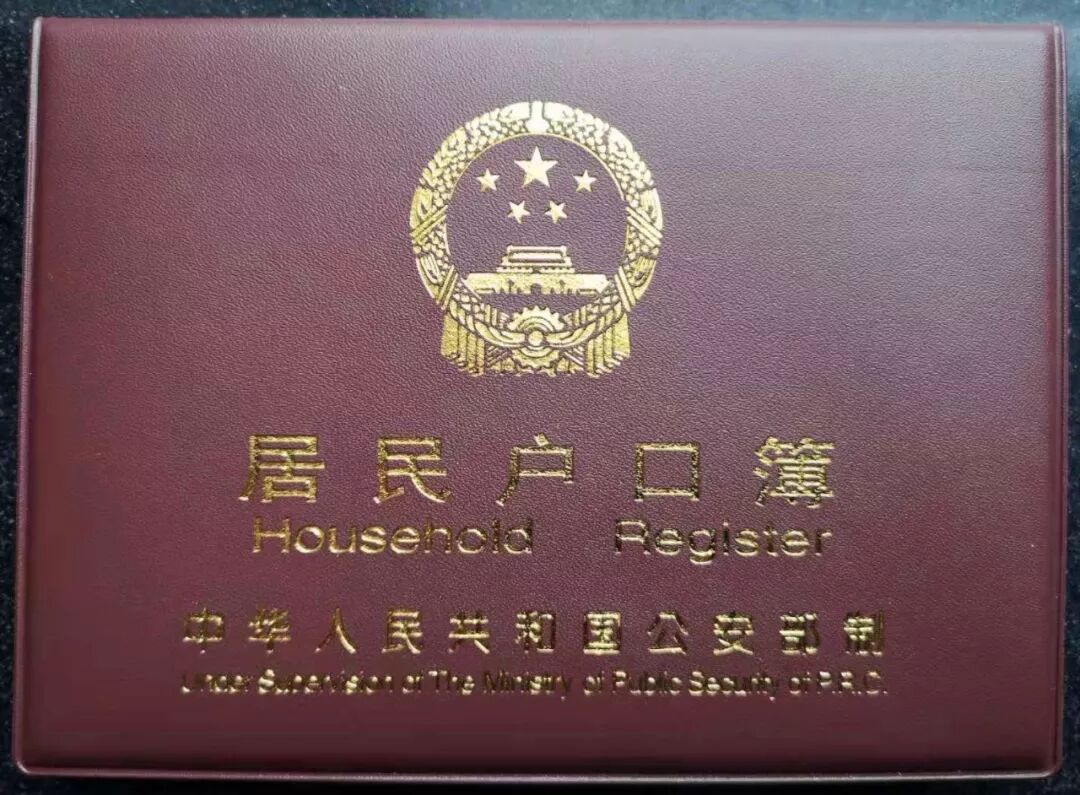 居民户口簿
Household Register
中华人民共和国公安部制
Under Supervision of The Ministry of Public Security of P.R.C.